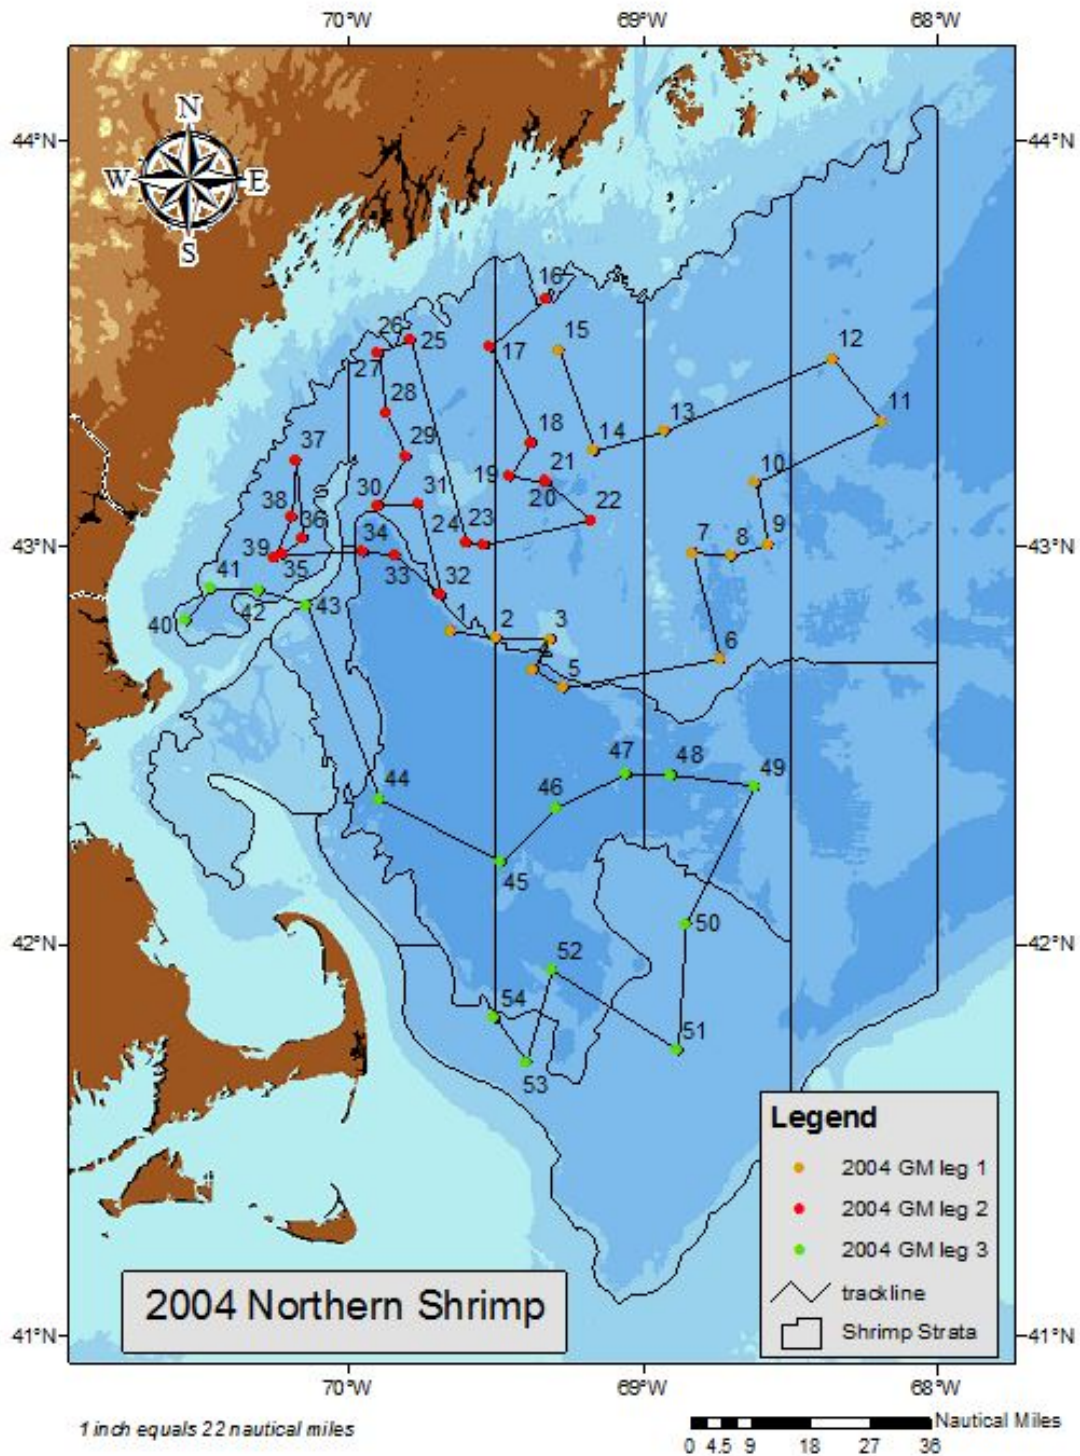 70°W 69°W 68°W
N
44°N 44°N
W E
S
16
15
12
26 25
27 17
28 13 11
18 14
29
37 19 21 10
20
30 31 22
38 36 24 23
43°N 34 7 8 9 43°N
39 35 33
41 32
42 43 1 2 3
40 4 6
5
47 48 49
44 46
45
50
42°N 52 42°N
54
51
53
Legend
2004 GM leg 1
2004 GM leg 2
2004 GM leg 3
trackline
Shrimp Strata
2004 Northern Shrimp
41°N 41°N
70°W 69°W 68°W
1 inch equals 22 nautical miles
Nautical Miles
0 4.5 9 18 27 36